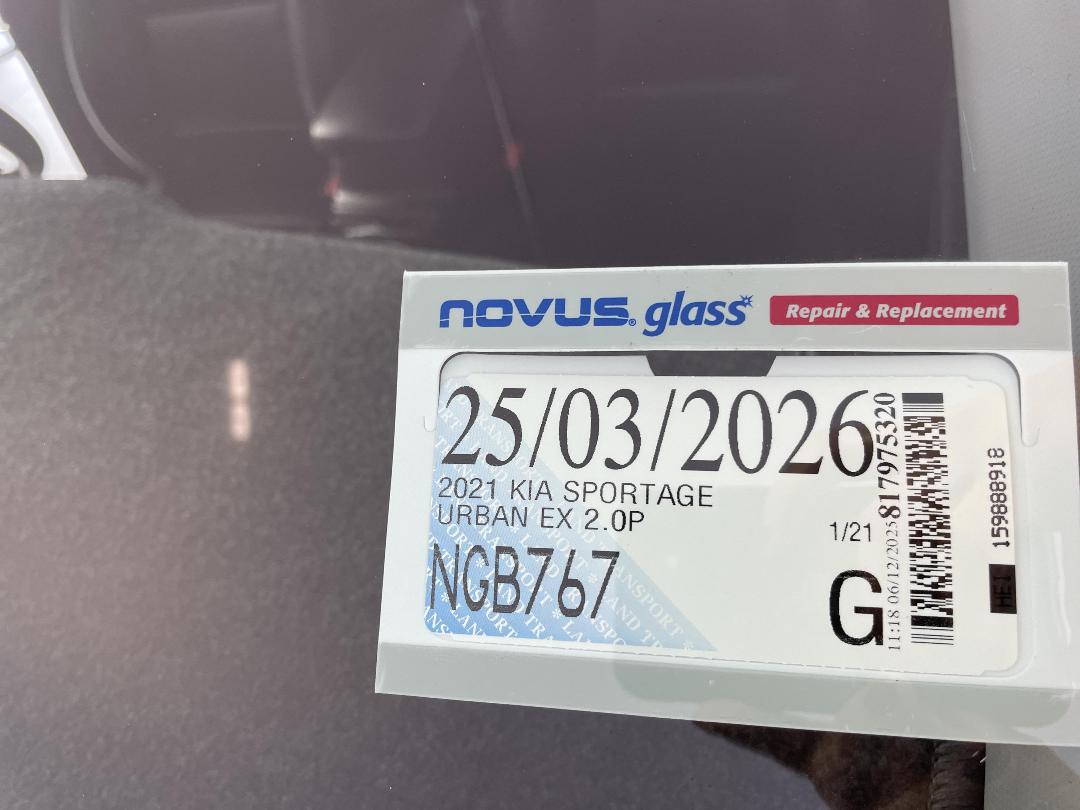 novus® glass Repair & Replacement
25/03/2026
2021 KIA SPORTAGE
URBAN EX 2.0P
1/21
NGB767
G
11:18 06/12/2025 817975320
159888918
HEI